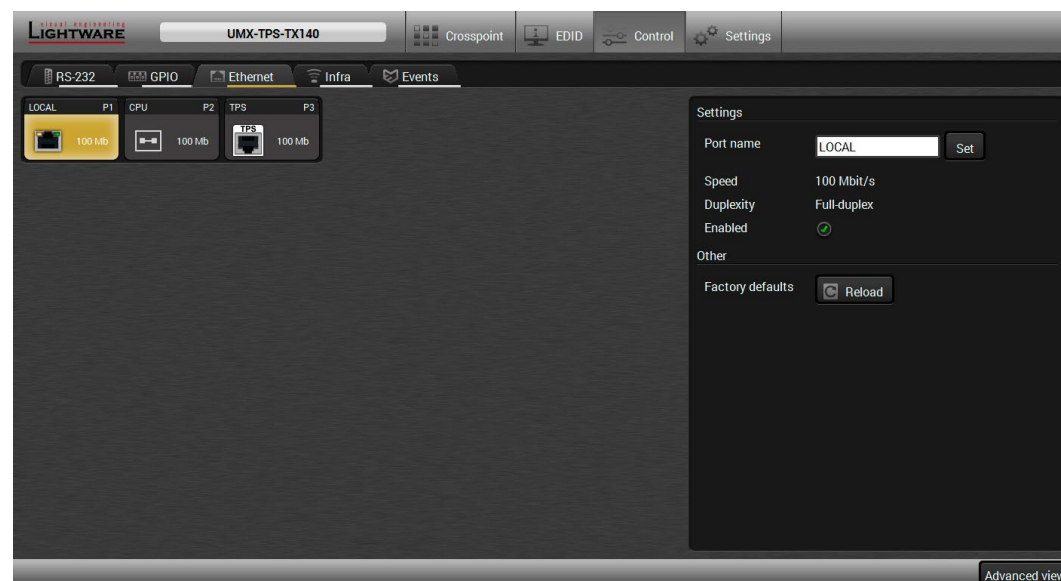 visual engineering
LIGHTWARE
UMX-TPS-TX140
Crosspoint
EDID
Control
Settings
RS-232
GPIO
Ethernet
Infra
Events
LOCAL P1
100 Mb
CPU P2
100 Mb
TPS P3
TPS
100 Mb
Settings
Port name LOCAL Set
Speed 100 Mbit/s
Duplexity Full-duplex
Enabled
Other
Factory defaults Reload
Advanced view